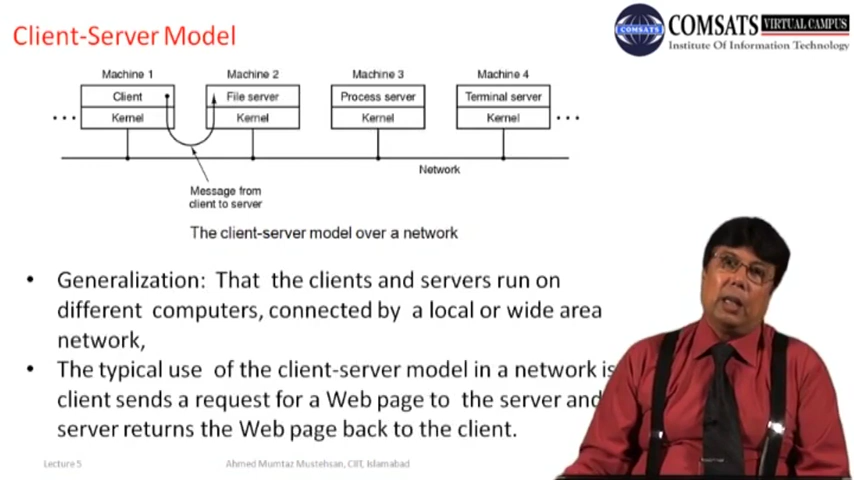 Client-Server Model
COMSATS VIRTUAL CAMPUS
Institute Of Information Technology
COMSATS
Machine 1 Machine 2 Machine 3 Machine 4
Client File server Process server Terminal server
... Kernel Kernel Kernel Kernel ...
Network
Message from
client to server
The client-server model over a network
• Generalization: That the clients and servers run on
different computers, connected by a local or wide area
network,
• The typical use of the client-server model in a network is
client sends a request for a Web page to the server and
server returns the Web page back to the client.
Lecture 5 Ahmed Mumtaz Mustehsan, CIIT, Islamabad